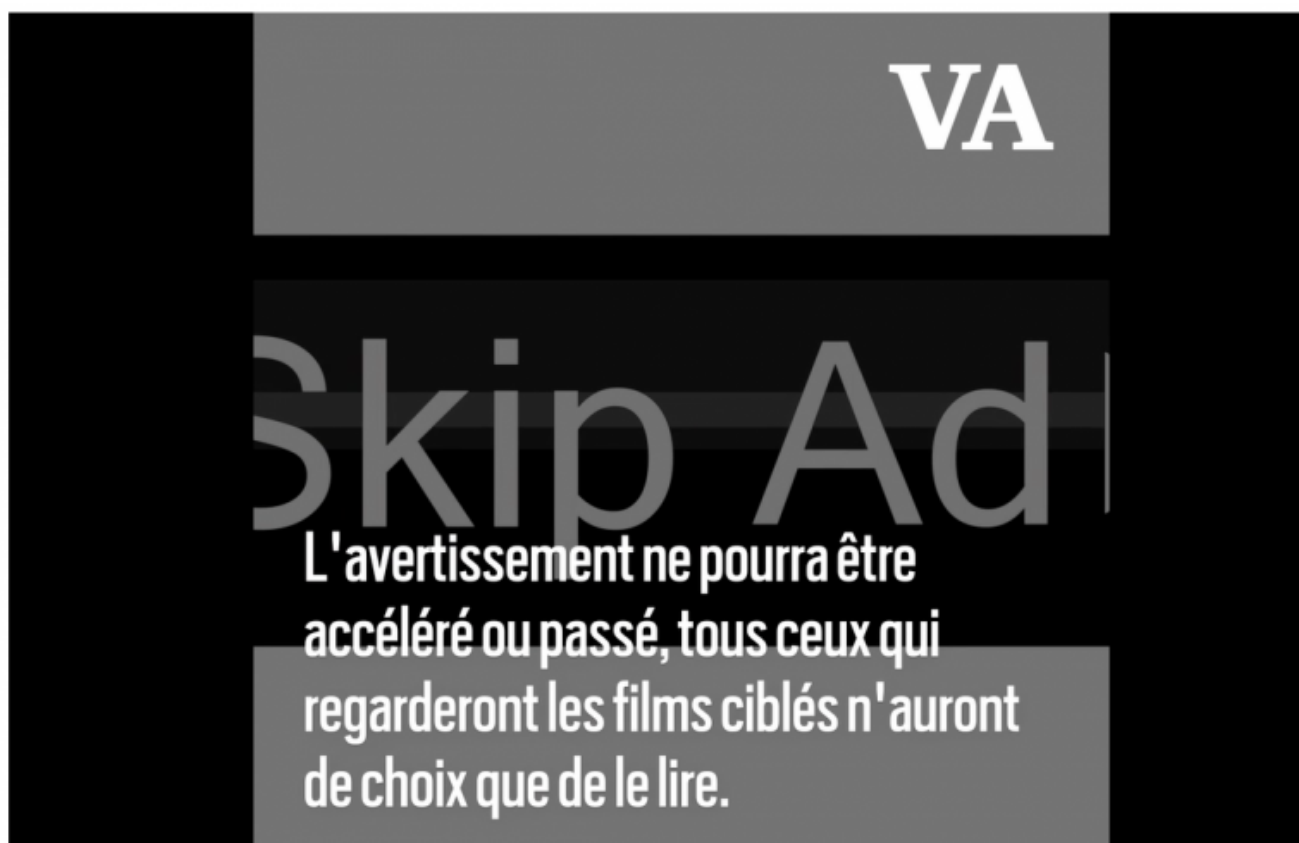 VA
Skip Ad
L'avertissement ne pourra être
accéléré ou passé, tous ceux qui
regarderont les films ciblés n'auront
de choix que de le lire.